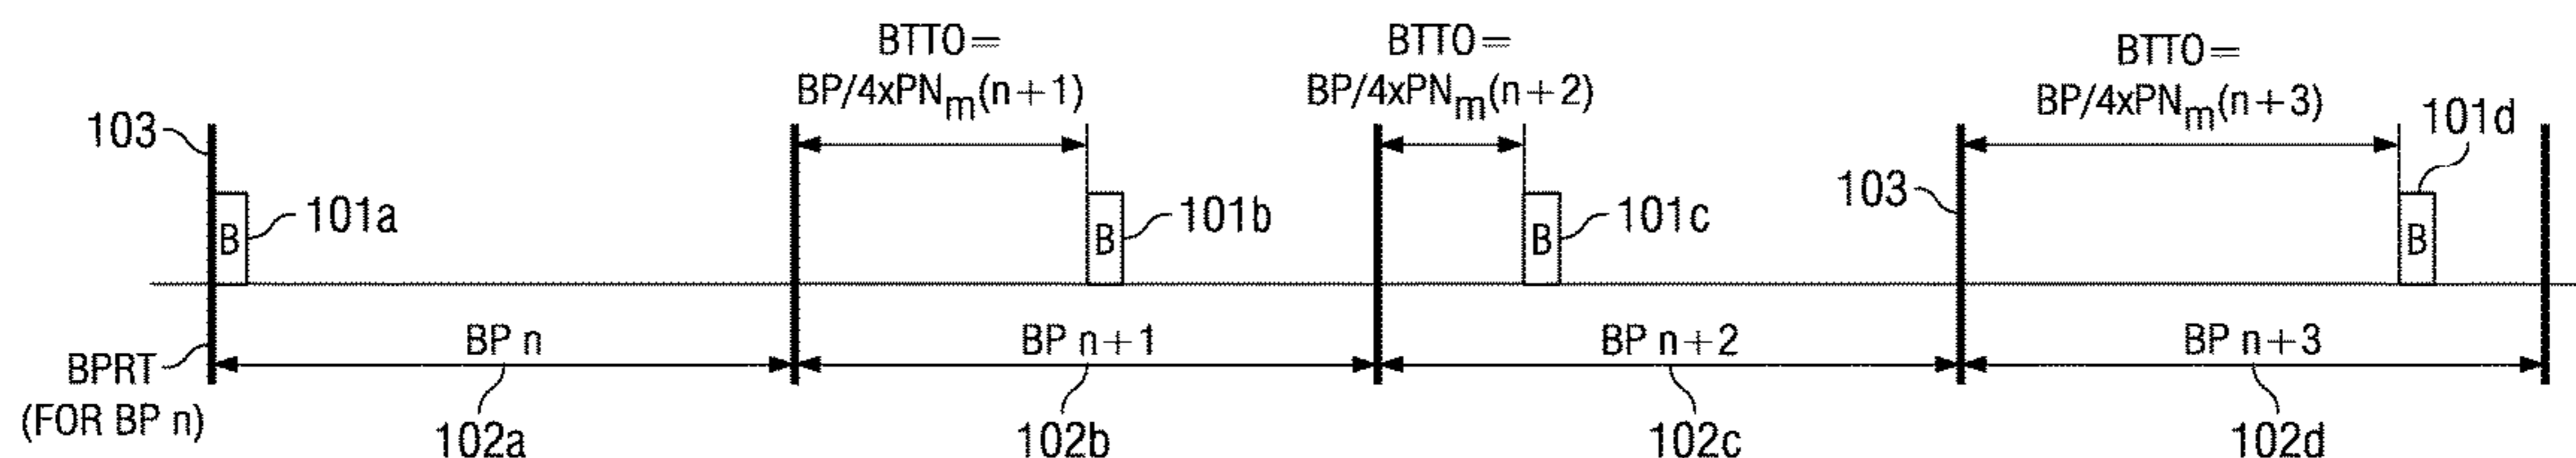 BTTO=
BP/4xPNm(n+1)
BTTO=
BP/4xPNm(n+2)
BTTO=
BP/4xPNm(n+3)
103
101a
B
101b
B
101c
B
103
101d
B
BPRT
(FOR BP n)
BP n
BP n+1
BP n+2
BP n+3
102a
102b
102c
102d